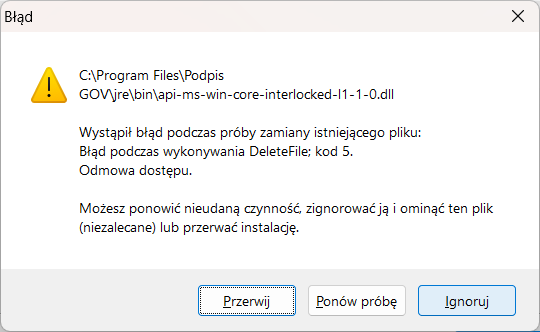 Błąd
C:\Program Files\Podpis
GOV\jre\bin\api-ms-win-core-interlocked-l1-1-0.dll
Wystąpił błąd podczas próby zamiany istniejącego pliku:
Błąd podczas wykonywania DeleteFile; kod 5.
Odmowa dostępu.
Możesz ponowić nieudaną czynność, zignorować ją i ominąć ten plik
(niezalecane) lub przerwać instalację.
Przerwij
Ponów próbę
Ignoruj